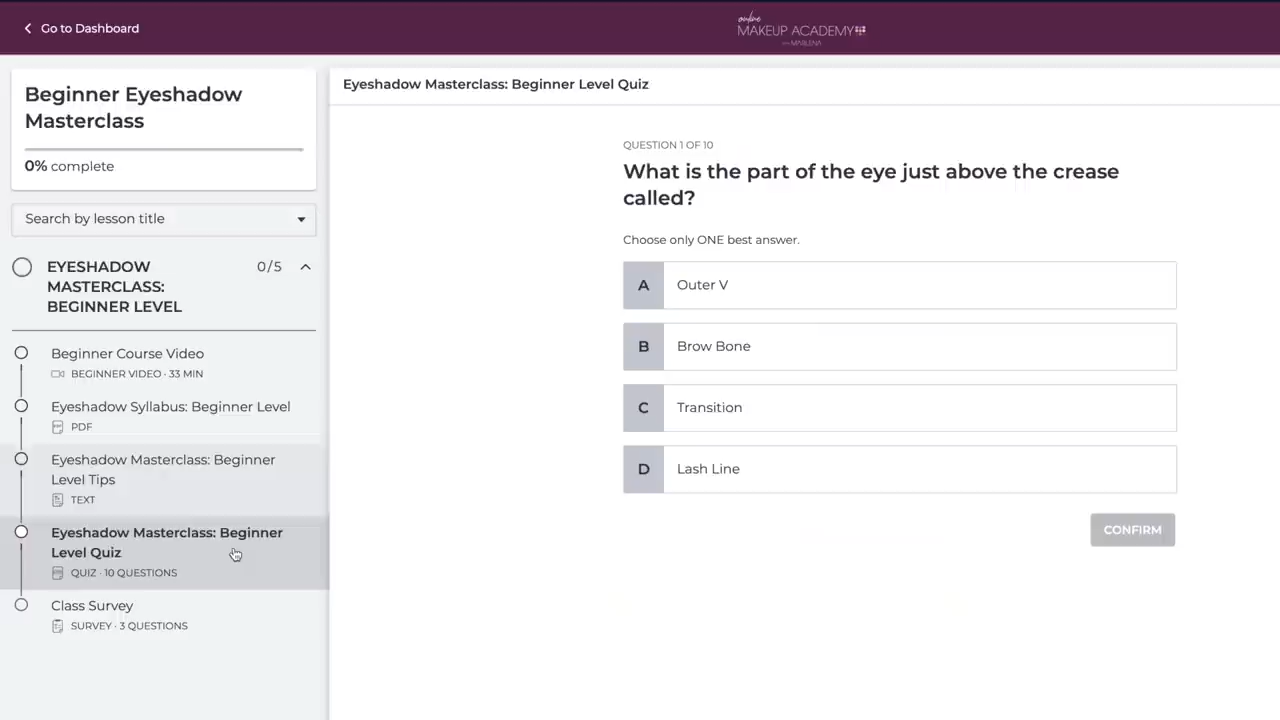 Go to Dashboard
online
MAKEUP ACADEMY
with MARLENA
Beginner Eyeshadow
Masterclass
0% complete
Search by lesson title
EYESHADOW
MASTERCLASS:
BEGINNER LEVEL
0/5
Beginner Course Video
BEGINNER VIDEO · 33 MIN
Eyeshadow Syllabus: Beginner Level
PDF
Eyeshadow Masterclass: Beginner
Level Tips
TEXT
Eyeshadow Masterclass: Beginner
Level Quiz
QUIZ · 10 QUESTIONS
Class Survey
SURVEY · 3 QUESTIONS
Eyeshadow Masterclass: Beginner Level Quiz
QUESTION 1 OF 10
What is the part of the eye just above the crease
called?
Choose only ONE best answer.
A Outer V
B Brow Bone
C Transition
D Lash Line
CONFIRM